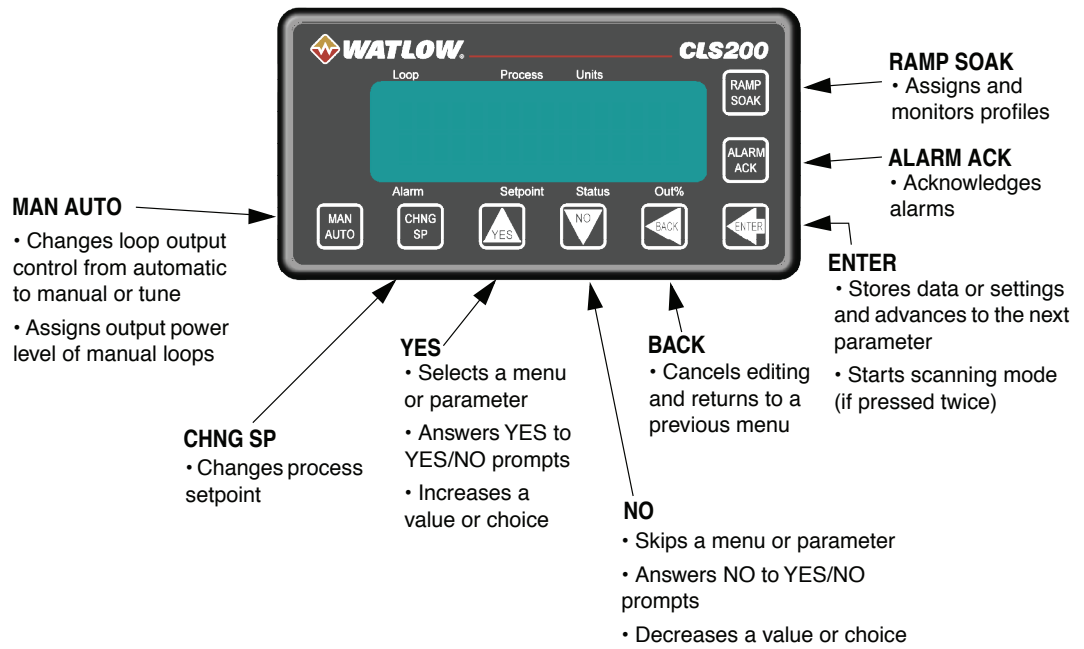 WATLOW.
CLS200
Loop Process Units
RAMP
SOAK
ALARM
ACK
Alarm Setpoint Status Out%
MAN
AUTO
CHNG
SP
YES
NO
BACK
ENTER
RAMP SOAK
• Assigns and
monitors profiles
ALARM ACK
• Acknowledges
alarms
MAN AUTO
• Changes loop output
control from automatic
to manual or tune
• Assigns output power
level of manual loops
CHNG SP
• Changes process
setpoint
YES
• Selects a menu
or parameter
• Answers YES to
YES/NO prompts
• Increases a
value or choice
NO
• Skips a menu or parameter
• Answers NO to YES/NO
prompts
• Decreases a value or choice
BACK
• Cancels editing
and returns to a
previous menu
ENTER
• Stores data or settings
and advances to the next
parameter
• Starts scanning mode
(if pressed twice)